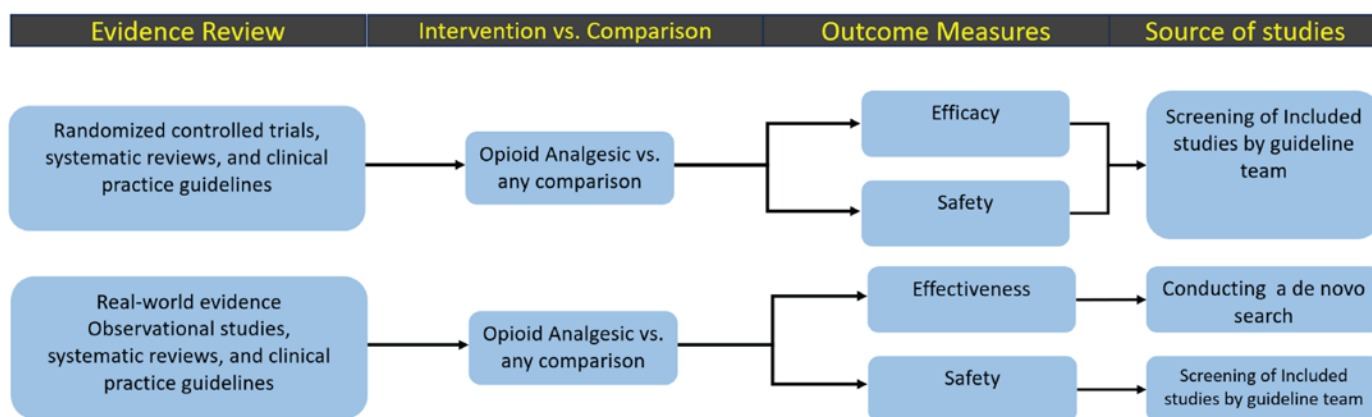 Evidence Review
Intervention vs. Comparison
Outcome Measures
Source of studies
Randomized controlled trials,
systematic reviews, and clinical
practice guidelines
Opioid Analgesic vs.
any comparison
Efficacy
Safety
Screening of Included
studies by guideline
team
Real-world evidence
Observational studies,
systematic reviews, and clinical
practice guidelines
Opioid Analgesic vs.
any comparison
Effectiveness
Safety
Conducting a de novo
search
Screening of Included
studies by guideline team